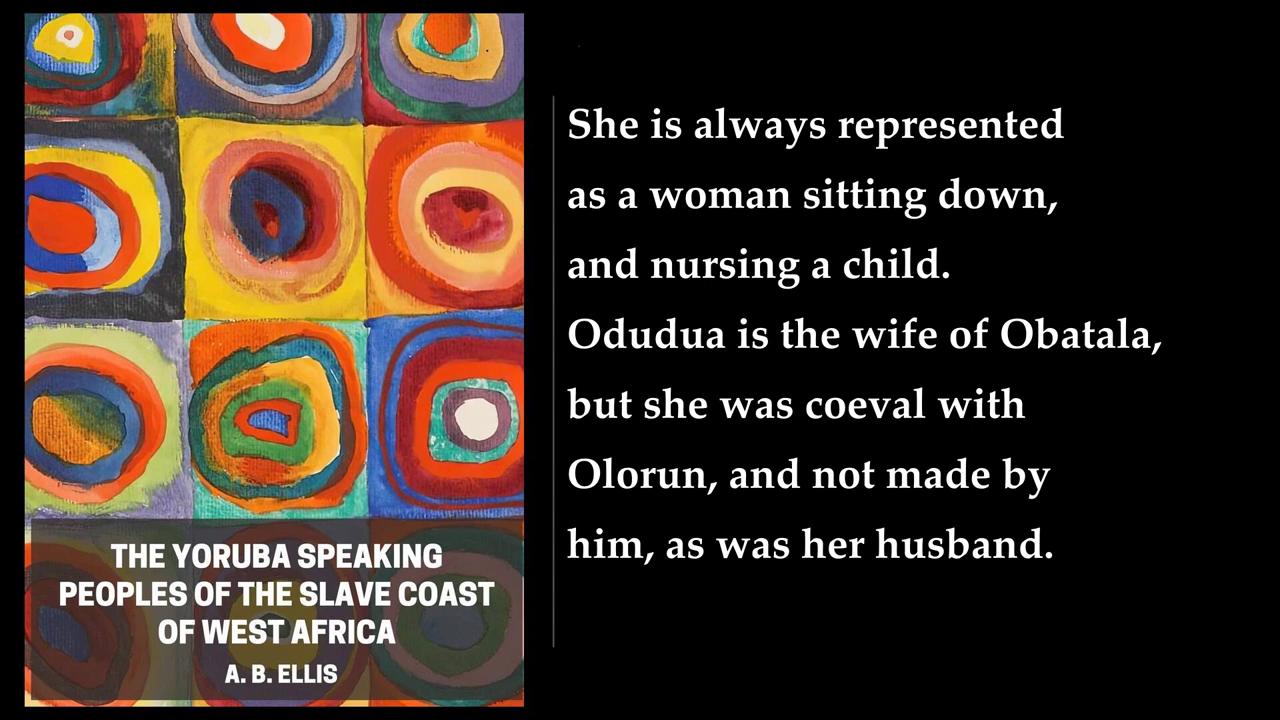 THE YORUBA SPEAKING
PEOPLES OF THE SLAVE COAST
OF WEST AFRICA
A. B. ELLIS
She is always represented
as a woman sitting down,
and nursing a child.
Odudua is the wife of Obatala,
but she was coeval with
Olorun, and not made by
him, as was her husband.